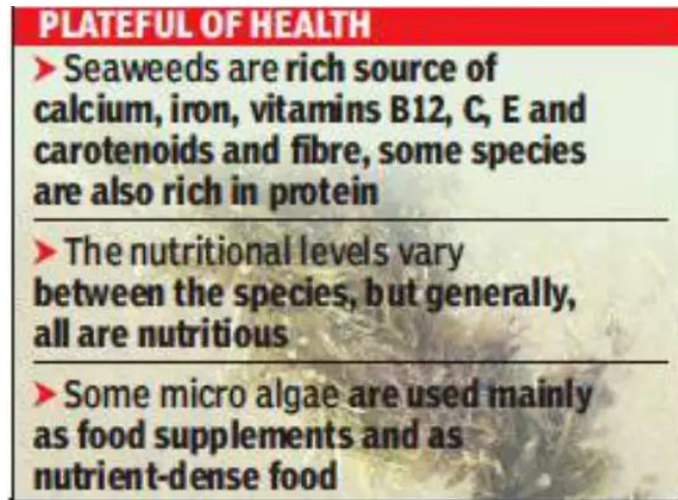 PLATEFUL OF HEALTH
➤ Seaweeds are rich source of
calcium, iron, vitamins B12, C, E and
carotenoids and fibre, some species
are also rich in protein
➤ The nutritional levels vary
between the species, but generally,
all are nutritious
➤ Some micro algae are used mainly
as food supplements and as
nutrient-dense food